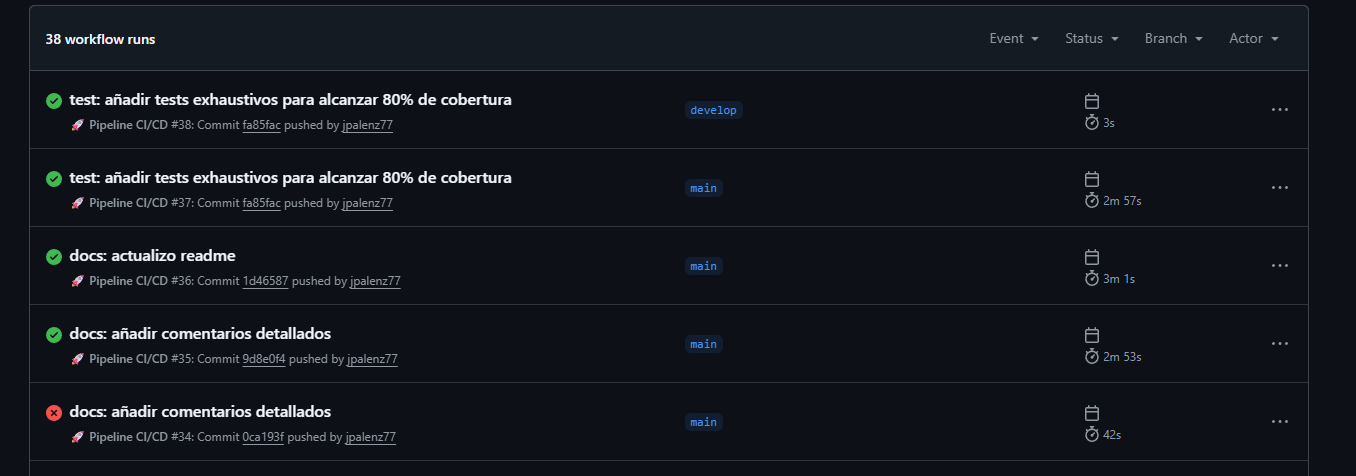 38 workflow runs
Event Status Branch Actor
test: añadir tests exhaustivos para alcanzar 80% de cobertura
Pipeline CI/CD #38: Commit fa85fac pushed by jpalenz77
develop
3s
test: añadir tests exhaustivos para alcanzar 80% de cobertura
Pipeline CI/CD #37: Commit fa85fac pushed by jpalenz77
main
2m 57s
docs: actualizo readme
Pipeline CI/CD #36: Commit 1d46587 pushed by jpalenz77
main
3m 1s
docs: añadir comentarios detallados
Pipeline CI/CD #35: Commit 9d8e0f4 pushed by jpalenz77
main
2m 53s
docs: añadir comentarios detallados
Pipeline CI/CD #34: Commit 0ca193f pushed by jpalenz77
main
42s